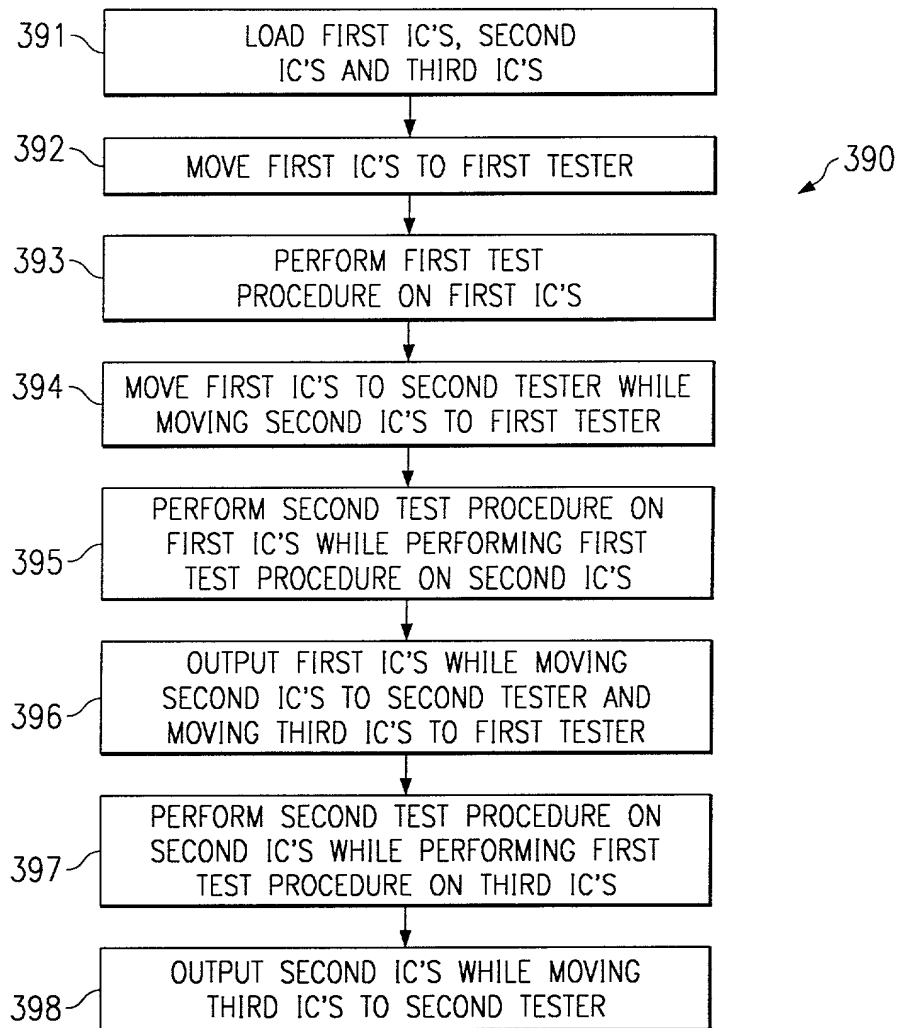 391
LOAD FIRST IC'S, SECOND
IC'S AND THIRD IC'S
392
MOVE FIRST IC'S TO FIRST TESTER
390
393
PERFORM FIRST TEST
PROCEDURE ON FIRST IC'S
394
MOVE FIRST IC'S TO SECOND TESTER WHILE
MOVING SECOND IC'S TO FIRST TESTER
395
PERFORM SECOND TEST PROCEDURE ON
FIRST IC'S WHILE PERFORMING FIRST
TEST PROCEDURE ON SECOND IC'S
396
OUTPUT FIRST IC'S WHILE MOVING
SECOND IC'S TO SECOND TESTER AND
MOVING THIRD IC'S TO FIRST TESTER
397
PERFORM SECOND TEST PROCEDURE ON
SECOND IC'S WHILE PERFORMING FIRST
TEST PROCEDURE ON THIRD IC'S
398
OUTPUT SECOND IC'S WHILE MOVING
THIRD IC'S TO SECOND TESTER